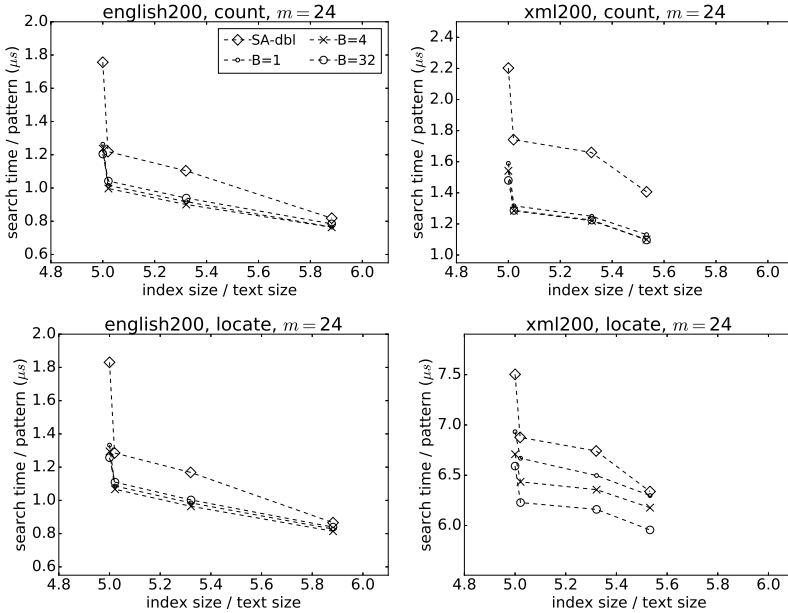 english200, count, m = 24
2.0
1.8
1.6
1.4
1.2
1.0
0.8
0.6
search time / pattern (μs)
SA-dbl
B=1
B=4
B=32
4.8 5.0 5.2 5.4 5.6 5.8 6.0
index size / text size
xml200, count, m = 24
2.4
2.2
2.0
1.8
1.6
1.4
1.2
1.0
search time / pattern (μs)
4.8 5.0 5.2 5.4 5.6 5.8 6.0
index size / text size
english200, locate, m = 24
2.0
1.8
1.6
1.4
1.2
1.0
0.8
0.6
search time / pattern (μs)
4.8 5.0 5.2 5.4 5.6 5.8 6.0
index size / text size
xml200, locate, m = 24
7.5
7.0
6.5
6.0
search time / pattern (μs)
4.8 5.0 5.2 5.4 5.6 5.8 6.0
index size / text size